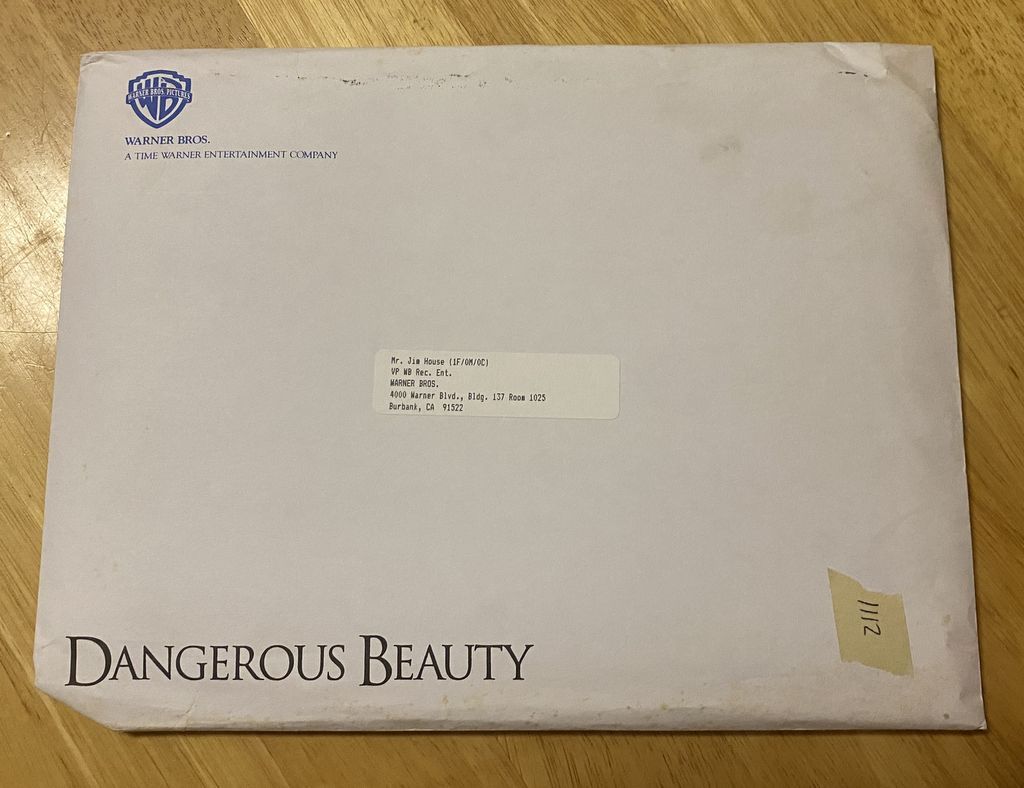 WB
WARNER BROS. PICTURES
WARNER BROS.
A TIME WARNER ENTERTAINMENT COMPANY
Mr. Jim House (1F/0M/0C)
VP WB Rec. Ent.
WARNER BROS.
4000 Warner Blvd., Bldg. 137 Room 1025
Burbank, CA 91522
1112
DANGEROUS BEAUTY